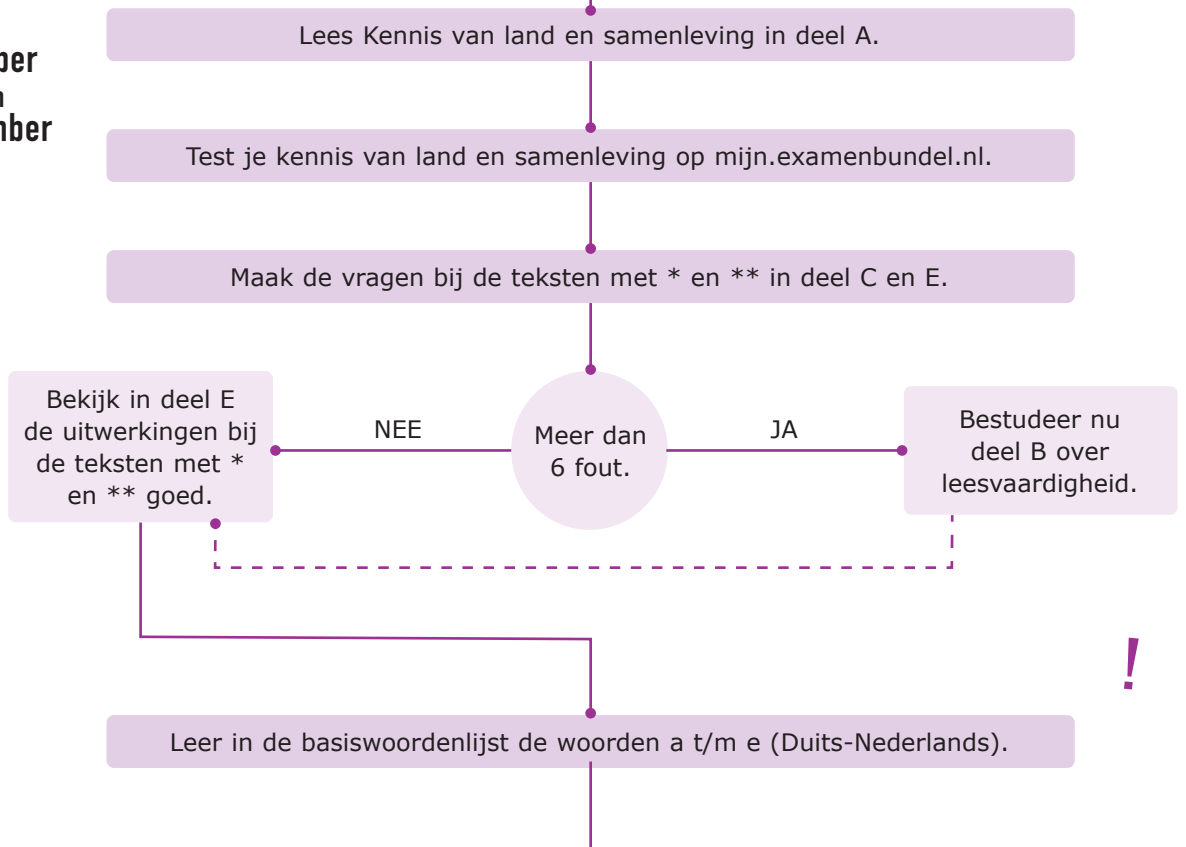 Lees Kennis van land en samenleving in deel A.
Test je kennis van land en samenleving op mijn.examenbundel.nl.
Maak de vragen bij de teksten met * en ** in deel C en E.
Bekijk in deel E
de uitwerkingen bij
de teksten met *
en ** goed.
NEE
Meer dan
6 fout.
JA
Bestudeer nu
deel B over
leesvaardigheid.
!
Leer in de basiswoordenlijst de woorden a t/m e (Duits-Nederlands).